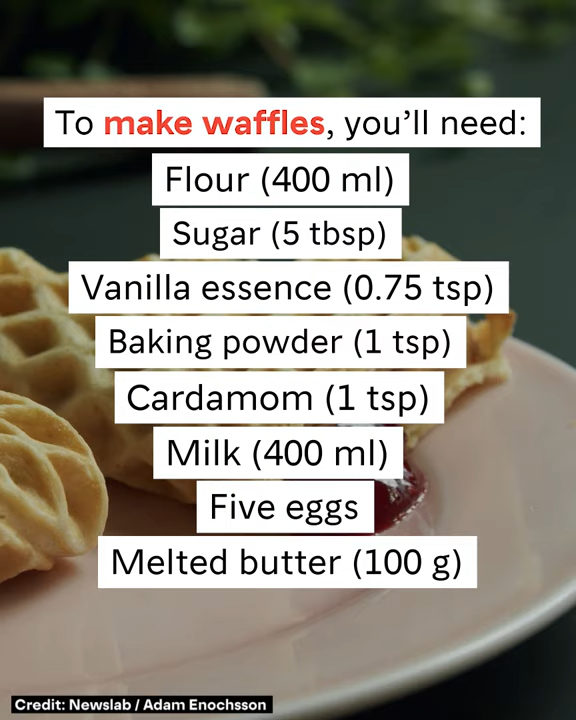 To make waffles, you’ll need:
Flour (400 ml)
Sugar (5 tbsp)
Vanilla essence (0.75 tsp)
Baking powder (1 tsp)
Cardamom (1 tsp)
Milk (400 ml)
Five eggs
Melted butter (100 g)
Credit: Newslab / Adam Enochsson